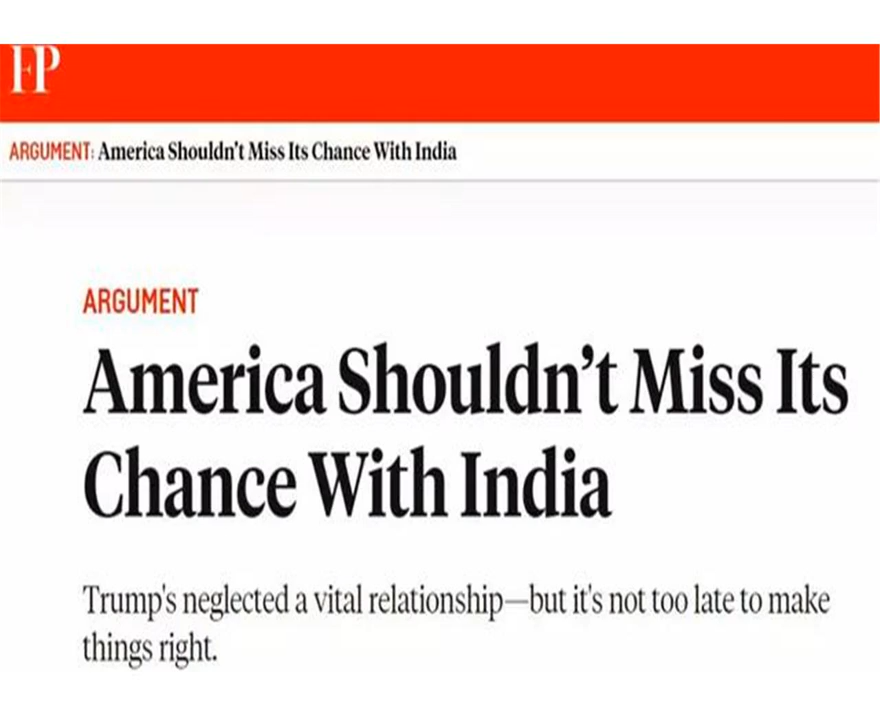 FP
ARGUMENT: America Shouldn't Miss Its Chance With India
ARGUMENT
America Shouldn’t Miss Its
Chance With India
Trump's neglected a vital relationship—but it's not too late to make
things right.